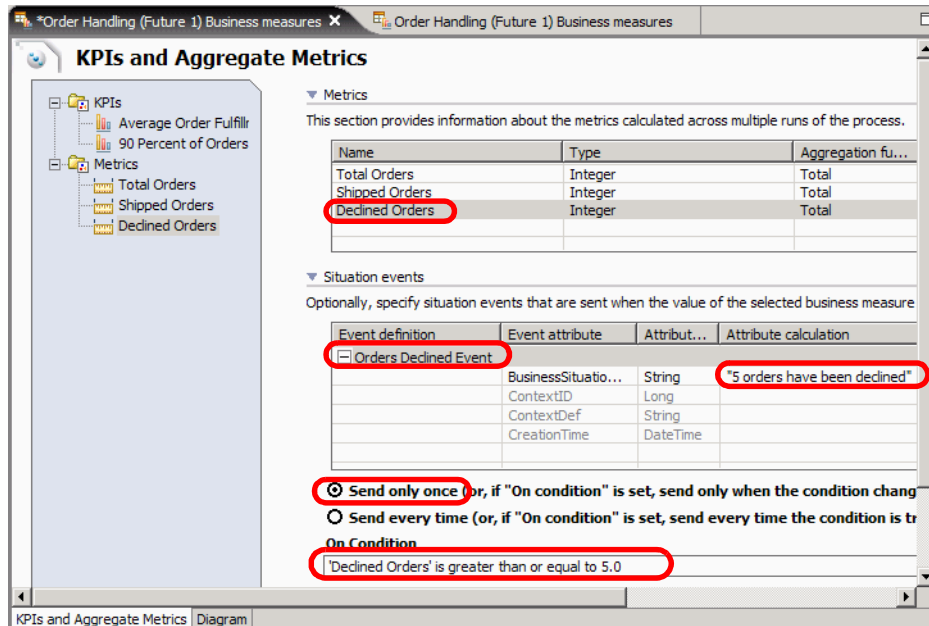 *Order Handling (Future 1) Business measures
Order Handling (Future 1) Business measures
KPIs and Aggregate Metrics
KPIs
Average Order Fulfillr
90 Percent of Orders
Metrics
Total Orders
Shipped Orders
Declined Orders
Metrics
This section provides information about the metrics calculated across multiple runs of the process.
Name Type Aggregation fu...
Total Orders Integer Total
Shipped Orders Integer Total
Declined Orders Integer Total
Situation events
Optionally, specify situation events that are sent when the value of the selected business measure
Event definition Event attribute Attribut... Attribute calculation
Orders Declined Event
BusinessSituatio... String "5 orders have been declined"
ContextID Long
ContextDef String
CreationTime DateTime
Send only once (or, if "On condition" is set, send only when the condition chang
Send every time (or, if "On condition" is set, send every time the condition is tr
On Condition
'Declined Orders' is greater than or equal to 5.0
KPIs and Aggregate Metrics Diagram